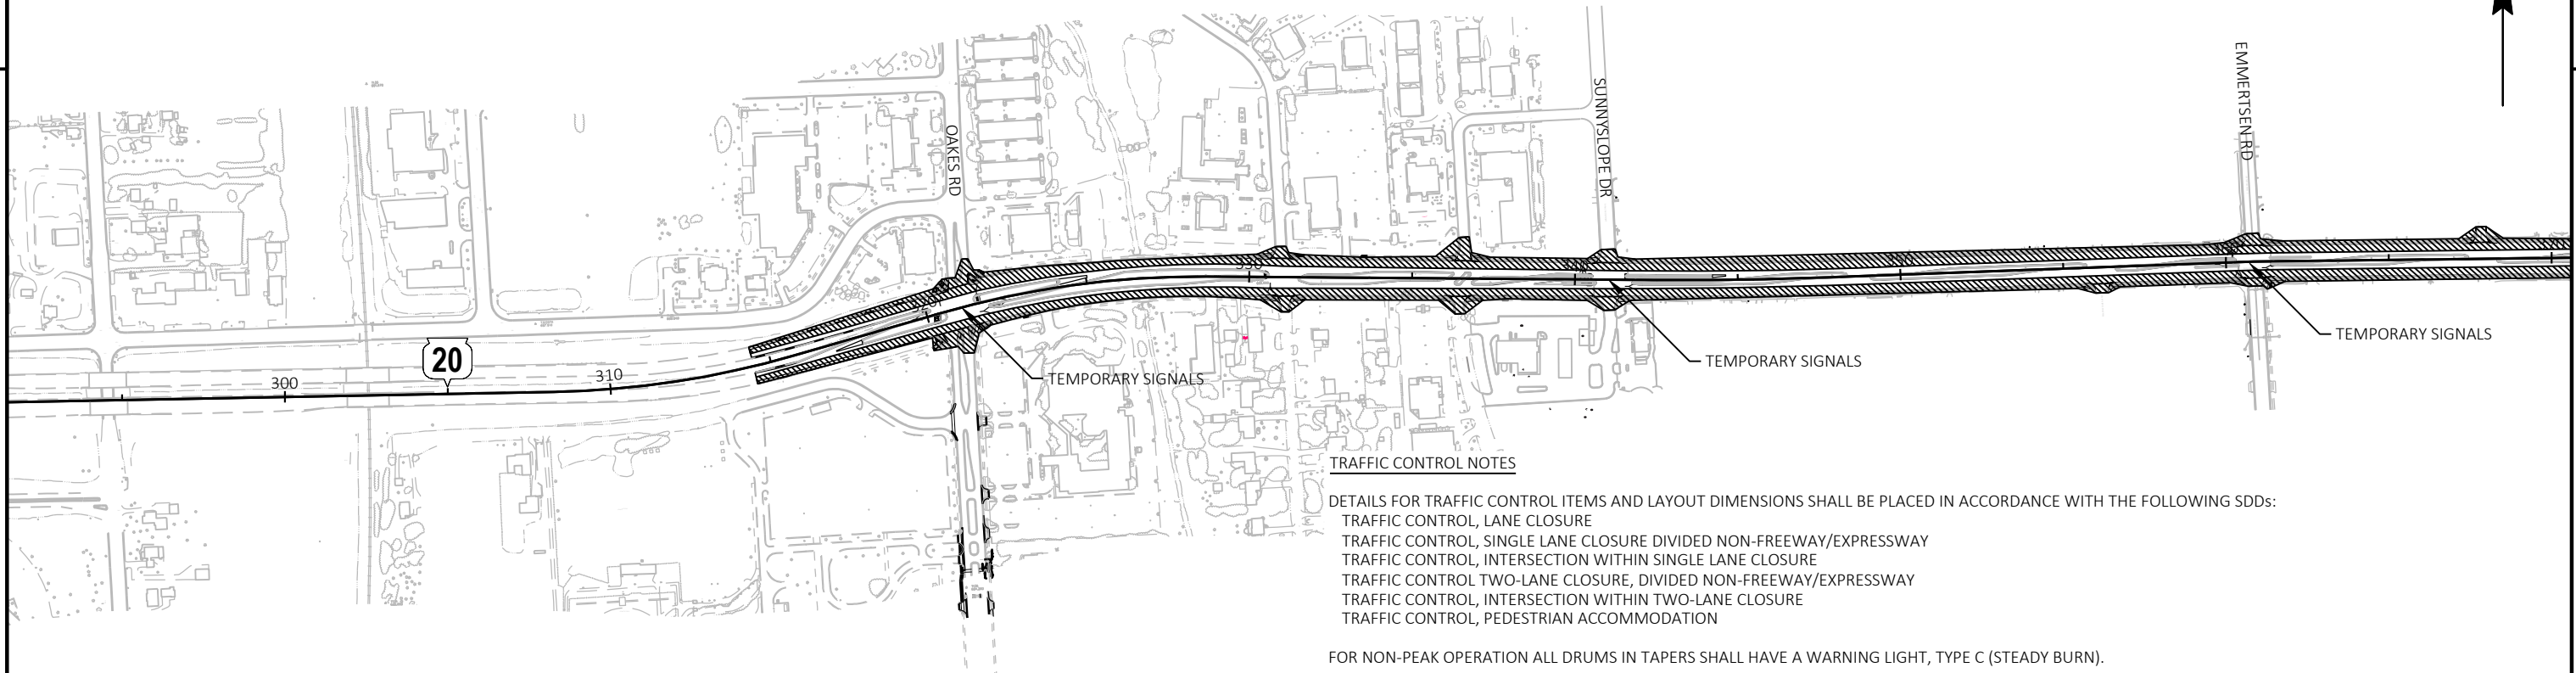 OAKES RD
SUNNYSLOPE DR
EMMERTSEN RD
20
300
310
330
350
TEMPORARY SIGNALS
TEMPORARY SIGNALS
TEMPORARY SIGNALS
TRAFFIC CONTROL NOTES
DETAILS FOR TRAFFIC CONTROL ITEMS AND LAYOUT DIMENSIONS SHALL BE PLACED IN ACCORDANCE WITH THE FOLLOWING SDDs:
TRAFFIC CONTROL, LANE CLOSURE
TRAFFIC CONTROL, SINGLE LANE CLOSURE DIVIDED NON-FREEWAY/EXPRESSWAY
TRAFFIC CONTROL, INTERSECTION WITHIN SINGLE LANE CLOSURE
TRAFFIC CONTROL TWO-LANE CLOSURE, DIVIDED NON-FREEWAY/EXPRESSWAY
TRAFFIC CONTROL, INTERSECTION WITHIN TWO-LANE CLOSURE
TRAFFIC CONTROL, PEDESTRIAN ACCOMMODATION
FOR NON-PEAK OPERATION ALL DRUMS IN TAPERS SHALL HAVE A WARNING LIGHT, TYPE C (STEADY BURN).